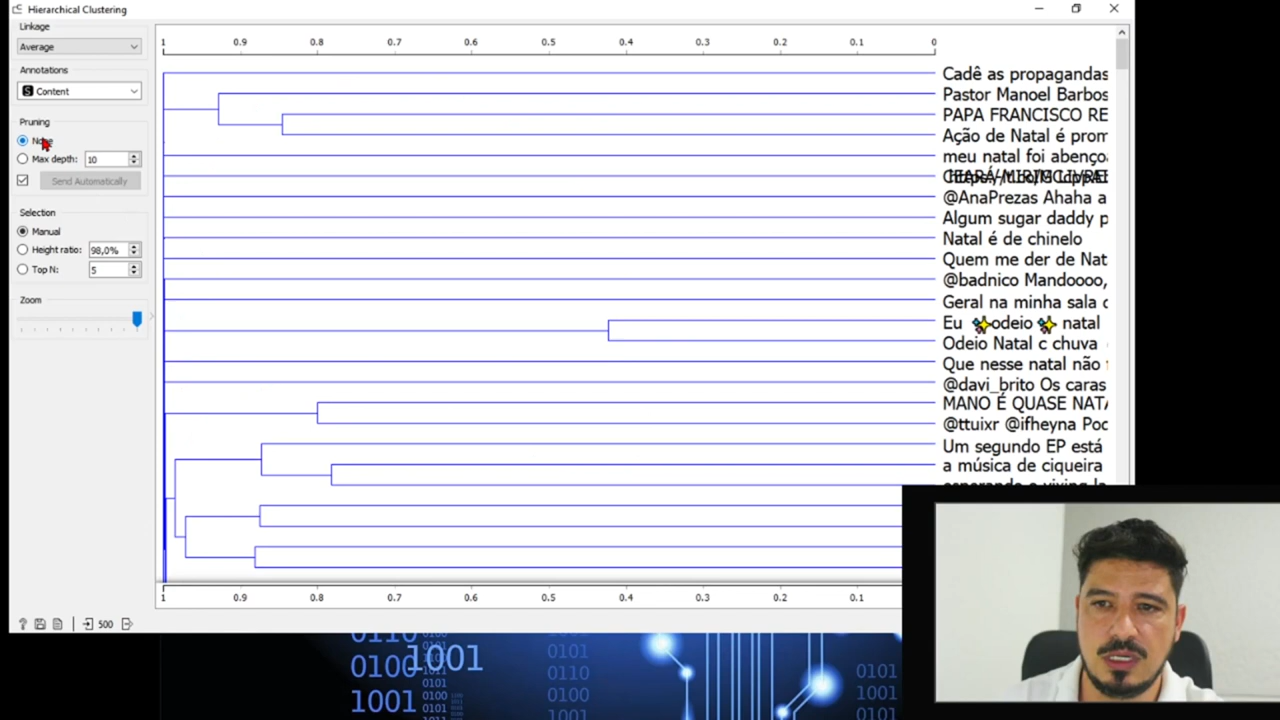 Hierarchical Clustering
Linkage
Average
Annotations
S Content
Pruning
None
Max depth: 10
Send Automatically
Selection
Manual
Height ratio: 98,0%
Top N: 5
Zoom
1 0.9 0.8 0.7 0.6 0.5 0.4 0.3 0.2 0.1 0
Cadê as propagandas
Pastor Manoel Barbos
PAPA FRANCISCO RE
Ação de Natal é prom
meu natal foi abenço
@AnaPrezas Ahaha a
Algum sugar daddy p
Natal é de chinelo
Quem me der de Nat
@badnico Mandoooo,
Geral na minha sala
Eu ✨odeio ✨ natal
Odeio Natal c chuva
Que nesse natal não
@davi_brito Os caras
MANO É QUASE NATA
@ttuixr @ifheyna Poc
Um segundo EP está
a música de ciqueira
1 0.9 0.8 0.7 0.6 0.5 0.4 0.3 0.2 0.1
500
1001
0100
1001
0101
0100
1001
0101
0100
0101
1001